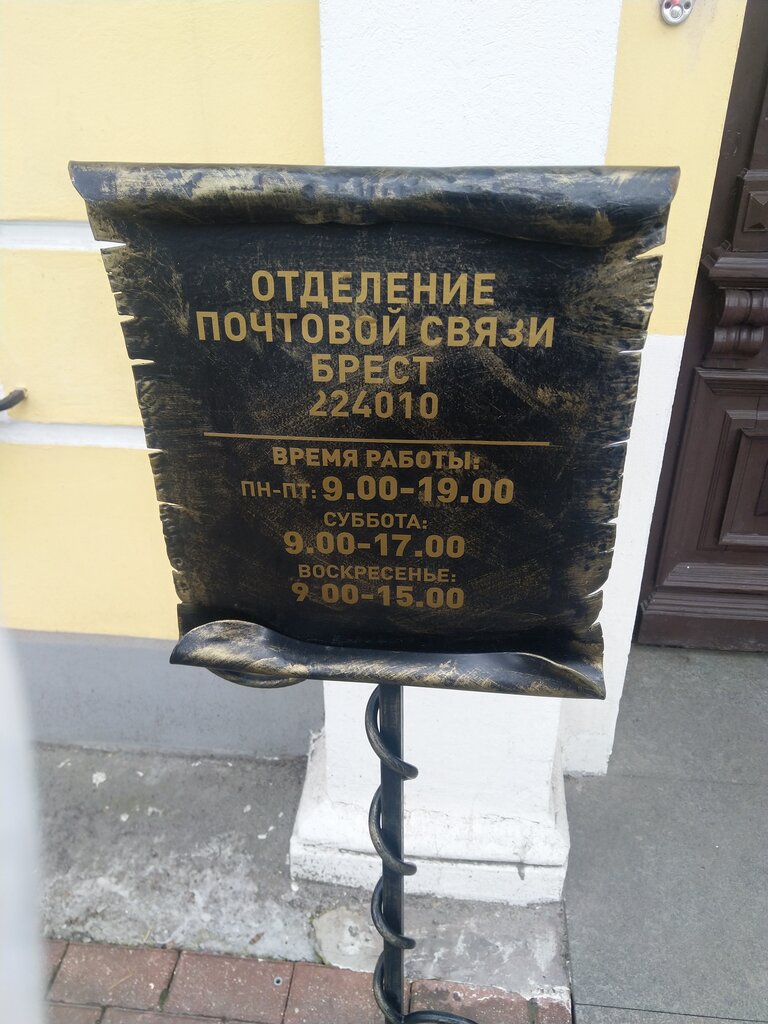 ОТДЕЛЕНИЕ
ПОЧТОВОЙ СВЯЗИ
БРЕСТ
224010
ВРЕМЯ РАБОТЫ:
ПН-ПТ: 9.00-19.00
СУББОТА:
9.00-17.00
ВОСКРЕСЕНЬЕ:
9.00-15.00